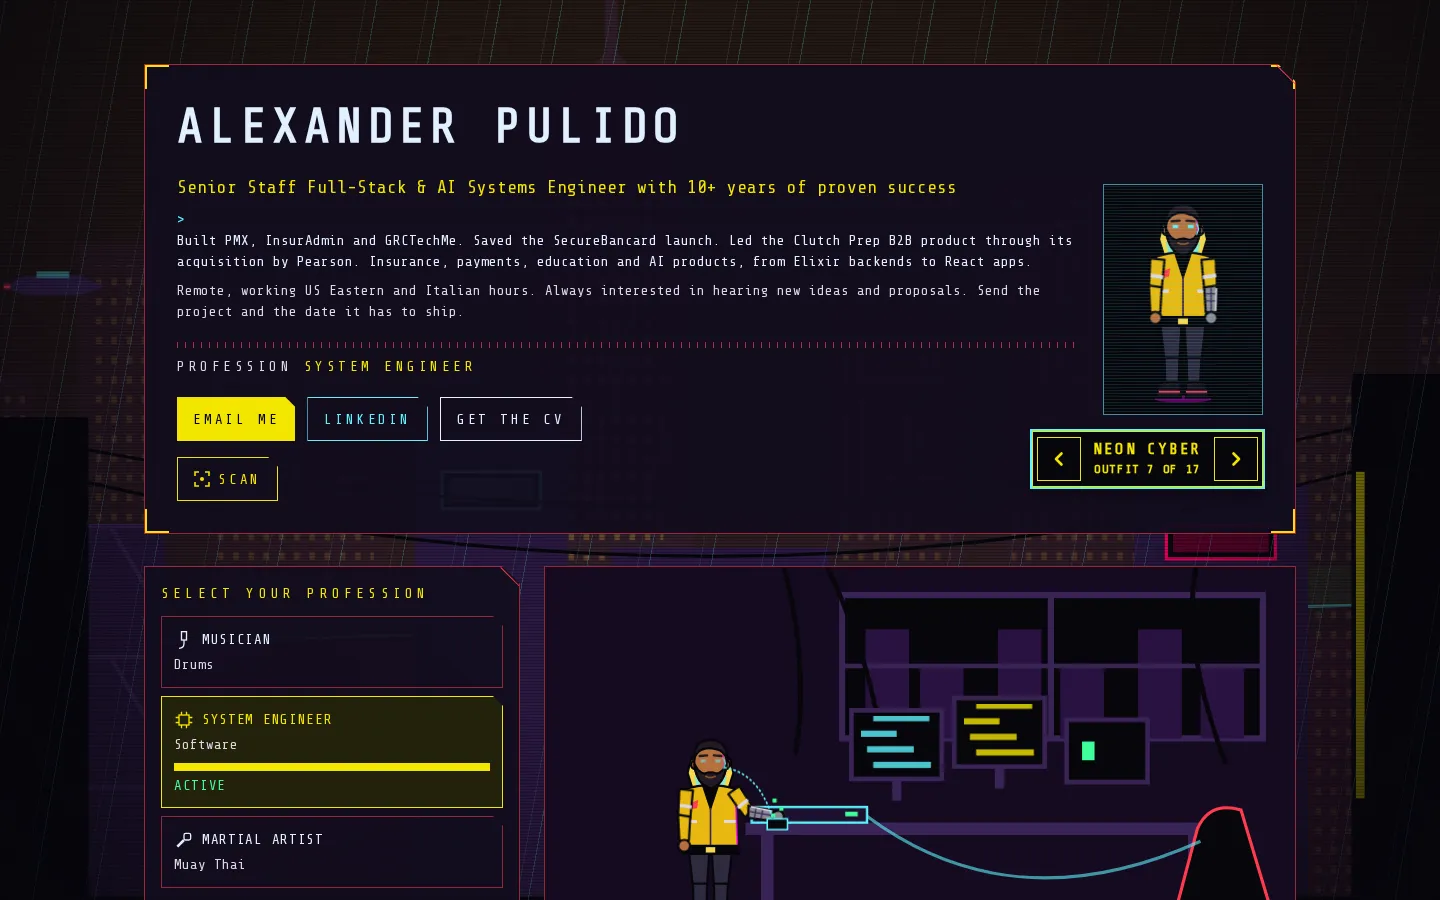 ALEXANDER PULIDO
Senior Staff Full-Stack & AI Systems Engineer with 10+ years of proven success
>
Built PMX, InsurAdmin and GRCTechMe. Saved the SecureBancard launch. Led the Clutch Prep B2B product through its
acquisition by Pearson. Insurance, payments, education and AI products, from Elixir backends to React apps.
Remote, working US Eastern and Italian hours. Always interested in hearing new ideas and proposals. Send the
project and the date it has to ship.
PROFESSION SYSTEM ENGINEER
EMAIL ME
LINKEDIN
GET THE CV
SCAN
NEON CYBER
OUTFIT 7 OF 17
SELECT YOUR PROFESSION
MUSICIAN
Drums
SYSTEM ENGINEER
Software
ACTIVE
MARTIAL ARTIST
Muay Thai